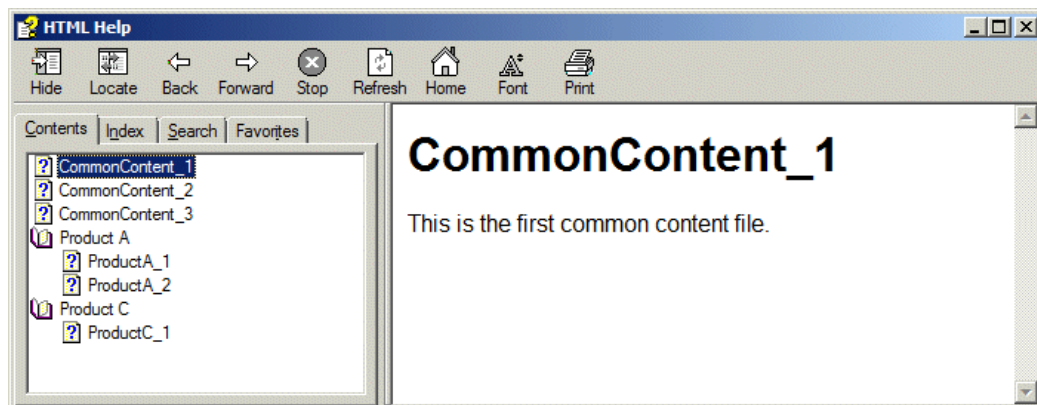 HTML Help
Hide Locate Back Forward Stop Refresh Home Font Print
Contents Index Search Favorites
CommonContent_1
CommonContent_2
CommonContent_3
Product A
ProductA_1
ProductA_2
Product C
ProductC_1
CommonContent_1
This is the first common content file.